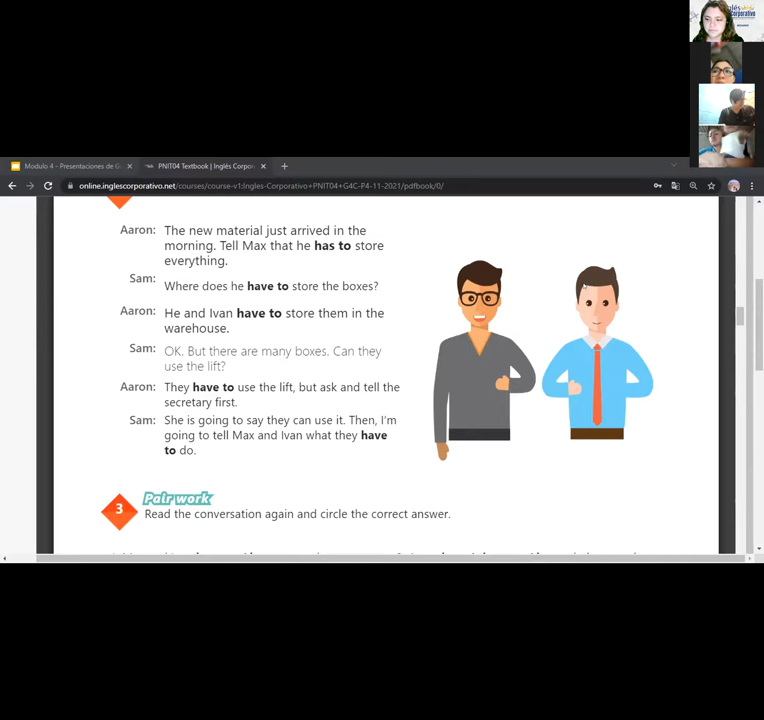 Inglés
Corporativo
Modulo 4 - Presentaciones de G
PNIT04 Textbook | Inglés Corpor
online.inglescorporativo.net/courses/course-v1:Ingles-Corporativo+PNIT04+G4C-P4-11-2021/pdfbook/0/
Aaron: The new material just arrived in the
morning. Tell Max that he has to store
everything.
Sam: Where does he have to store the boxes?
Aaron: He and Ivan have to store them in the
warehouse.
Sam: OK. But there are many boxes. Can they
use the lift?
Aaron: They have to use the lift, but ask and tell the
secretary first.
Sam: She is going to say they can use it. Then, I'm
going to tell Max and Ivan what they have
to do.
3 Pair work
Read the conversation again and circle the correct answer.